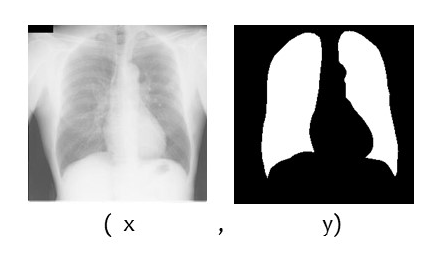 ( x , y)